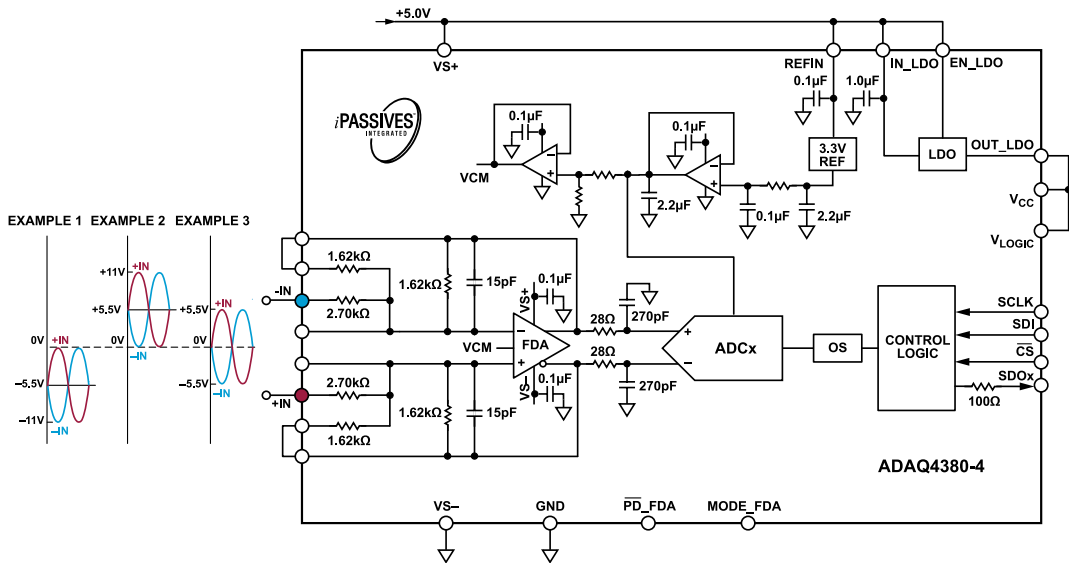 +5.0V
VS+
REFIN
IN_LDO
EN_LDO
iPASSIVES™
INTEGRATED
0.1µF
1.0µF
0.1µF
0.1µF
3.3V
REF
LDO
OUT_LDO
VCM
2.2µF
0.1µF
2.2µF
VCC
VLOGIC
EXAMPLE 1
EXAMPLE 2
EXAMPLE 3
+11V
+IN
+5.5V
0V
–IN
+5.5V
+IN
0V
–5.5V
–IN
0V
+IN
–5.5V
–11V
–IN
1.62kΩ
-IN
2.70kΩ
1.62kΩ
15pF
VS+
0.1µF
VCM
FDA
28Ω
270pF
28Ω
270pF
VS–
0.1µF
ADCx
OS
CONTROL
LOGIC
SCLK
SDI
CS
SDOx
100Ω
2.70kΩ
+IN
1.62kΩ
1.62kΩ
15pF
ADAQ4380-4
VS–
GND
PD_FDA
MODE_FDA